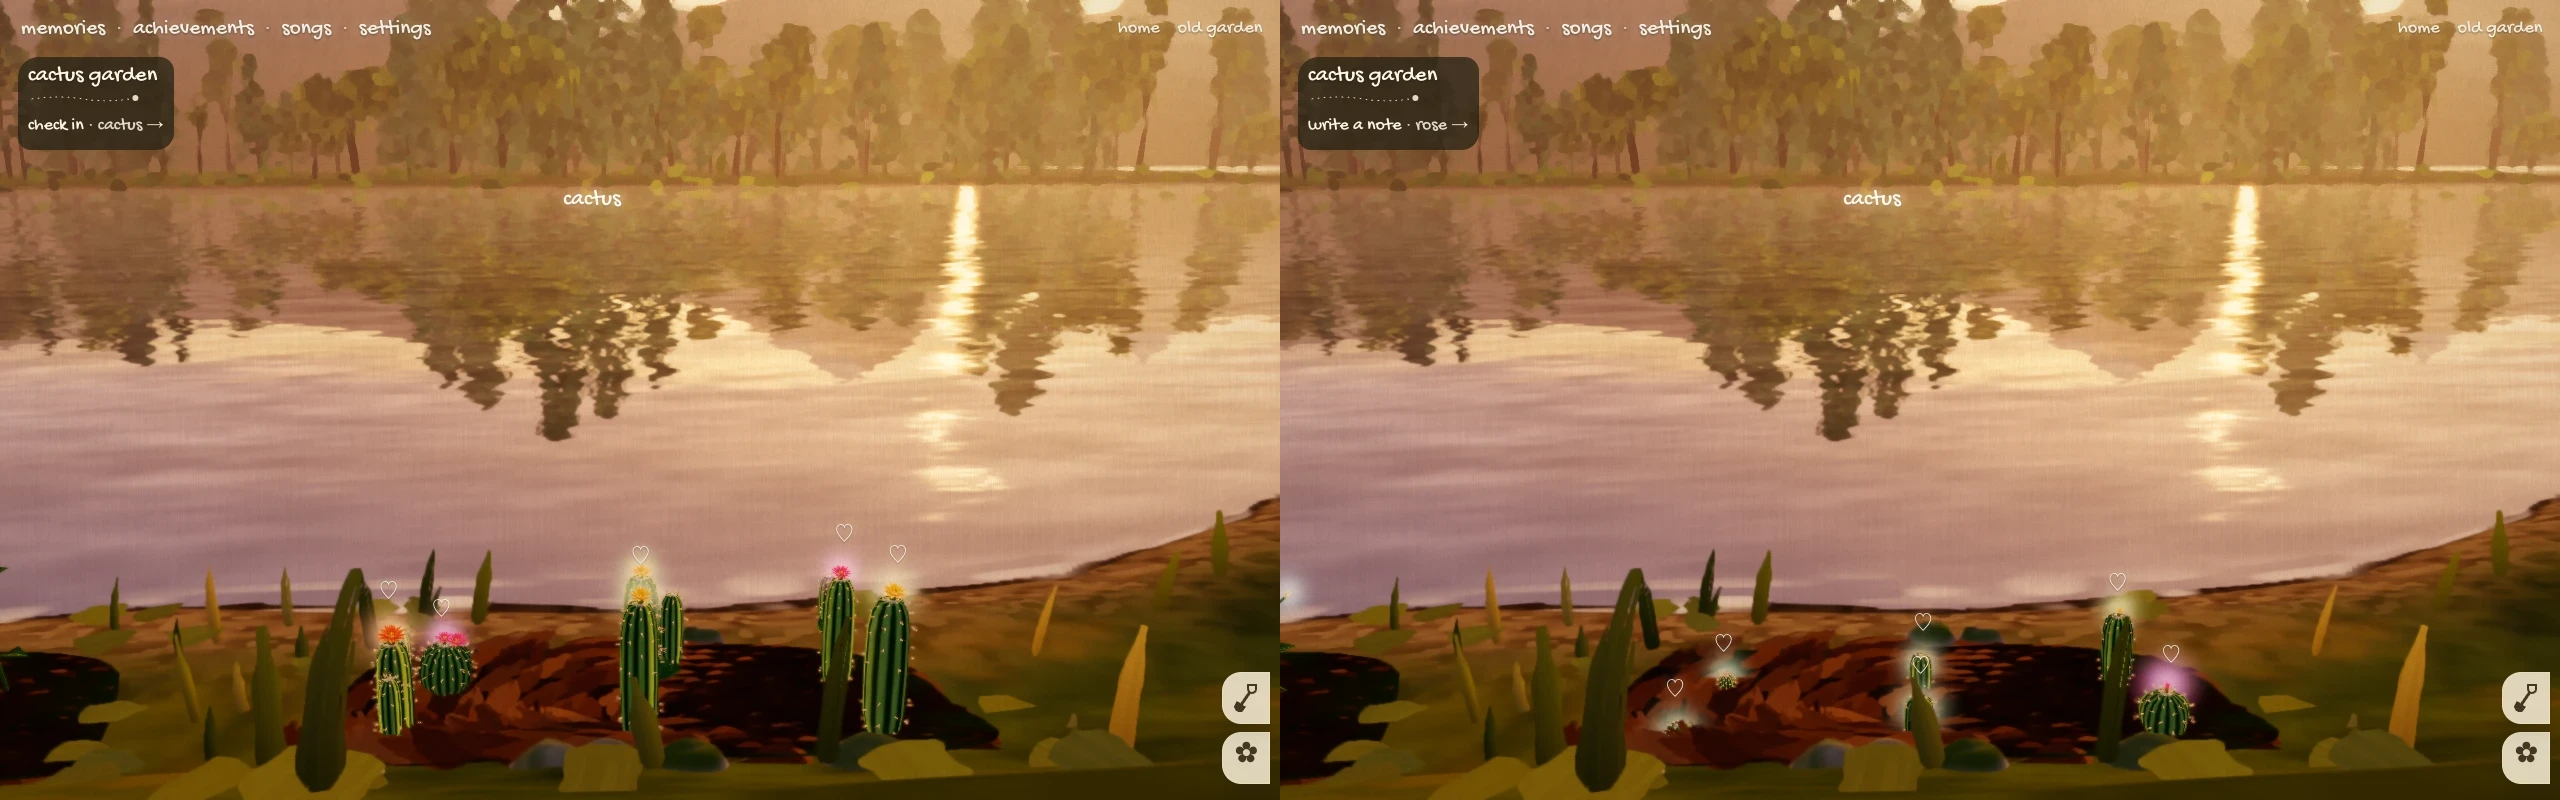 memories · achievements · songs · settings
home old garden
cactus garden
check in · cactus →
cactus
memories · achievements · songs · settings
home old garden
cactus garden
write a note · rose →
cactus